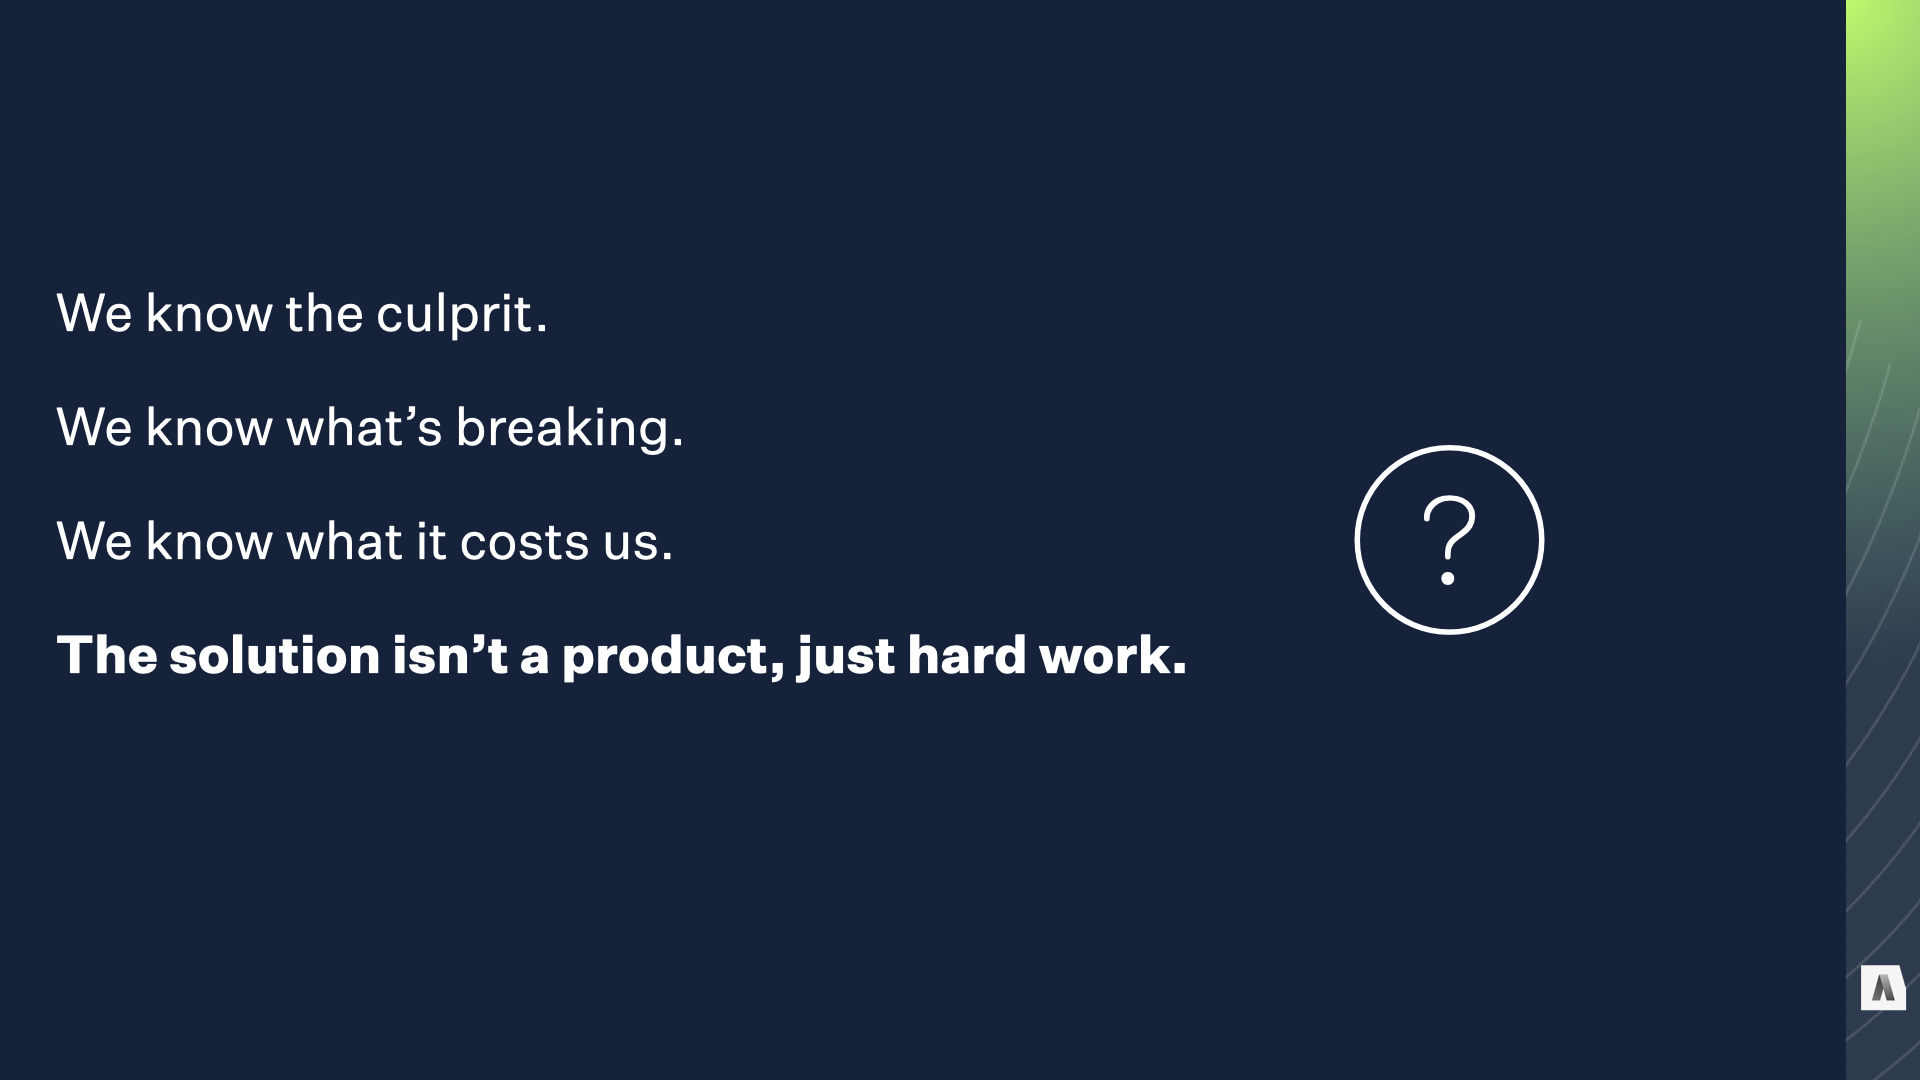 We know the culprit.
We know what’s breaking.
We know what it costs us.
The solution isn’t a product, just hard work.
?